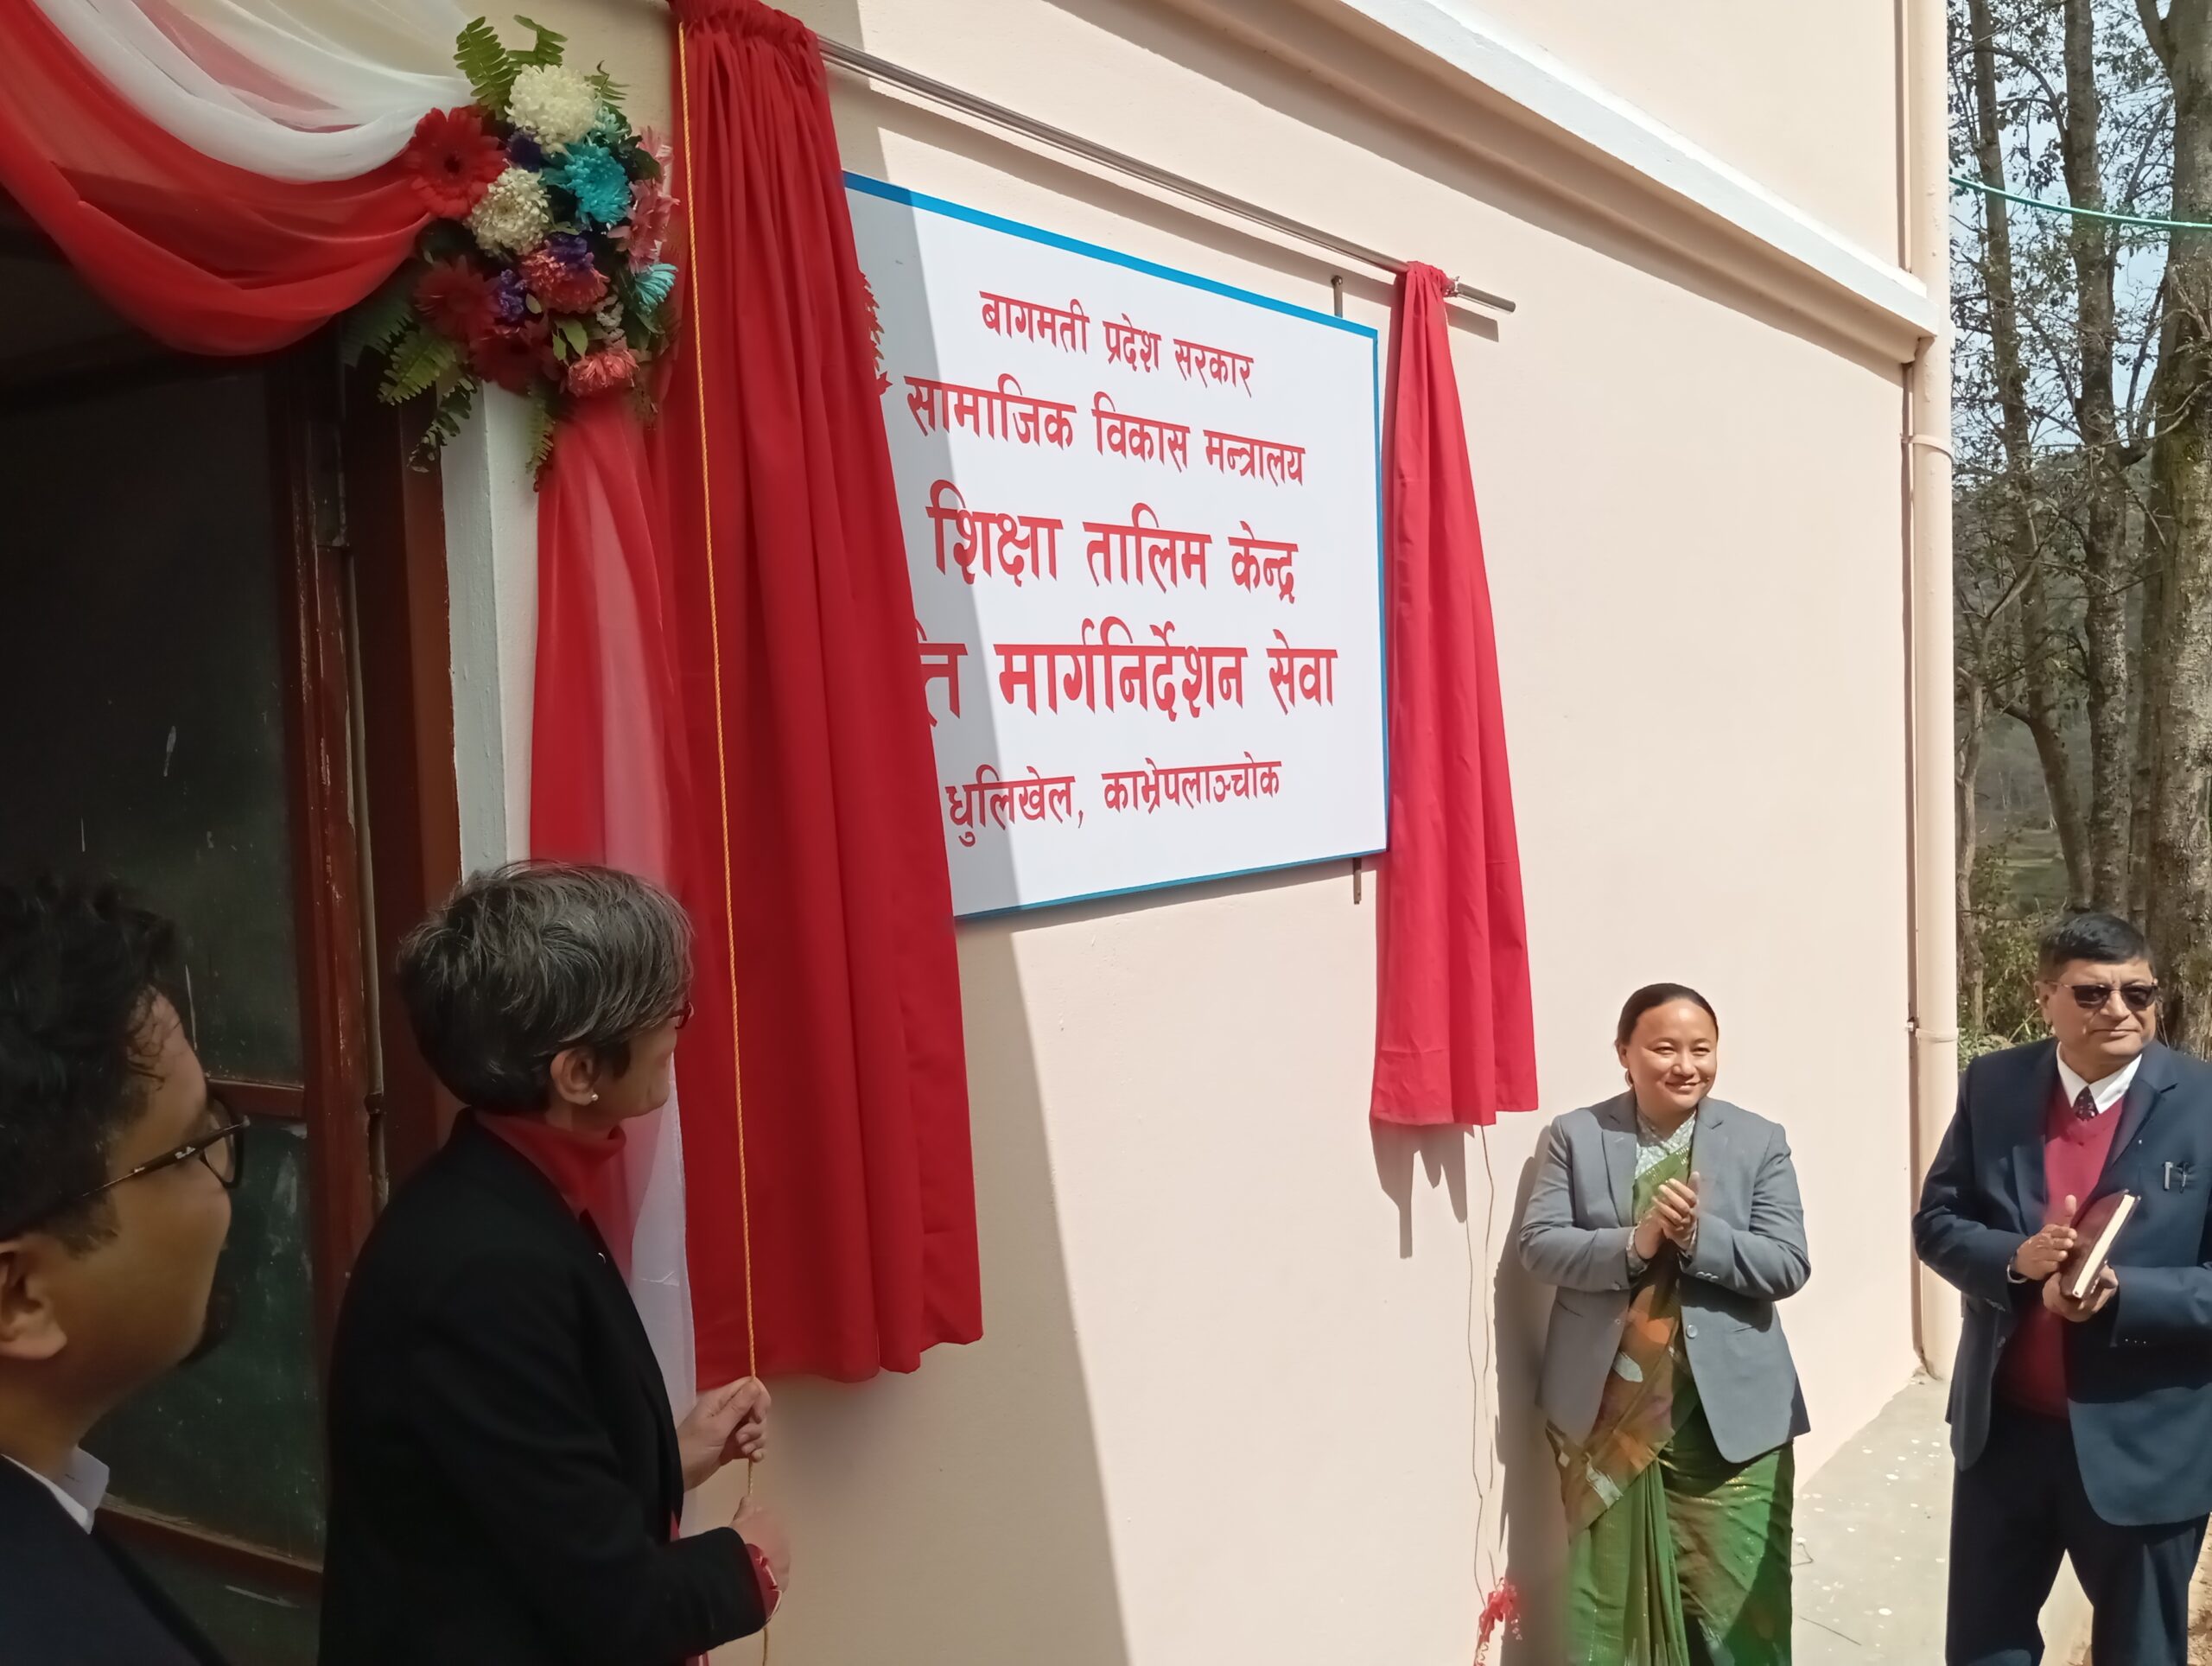 बागमती प्रदेश सरकार
सामाजिक विकास मन्त्रालय
शिक्षा तालिम केन्द्र
मार्गनिर्देशन सेवा
धुलिखेल, काभ्रेपलाञ्चोक